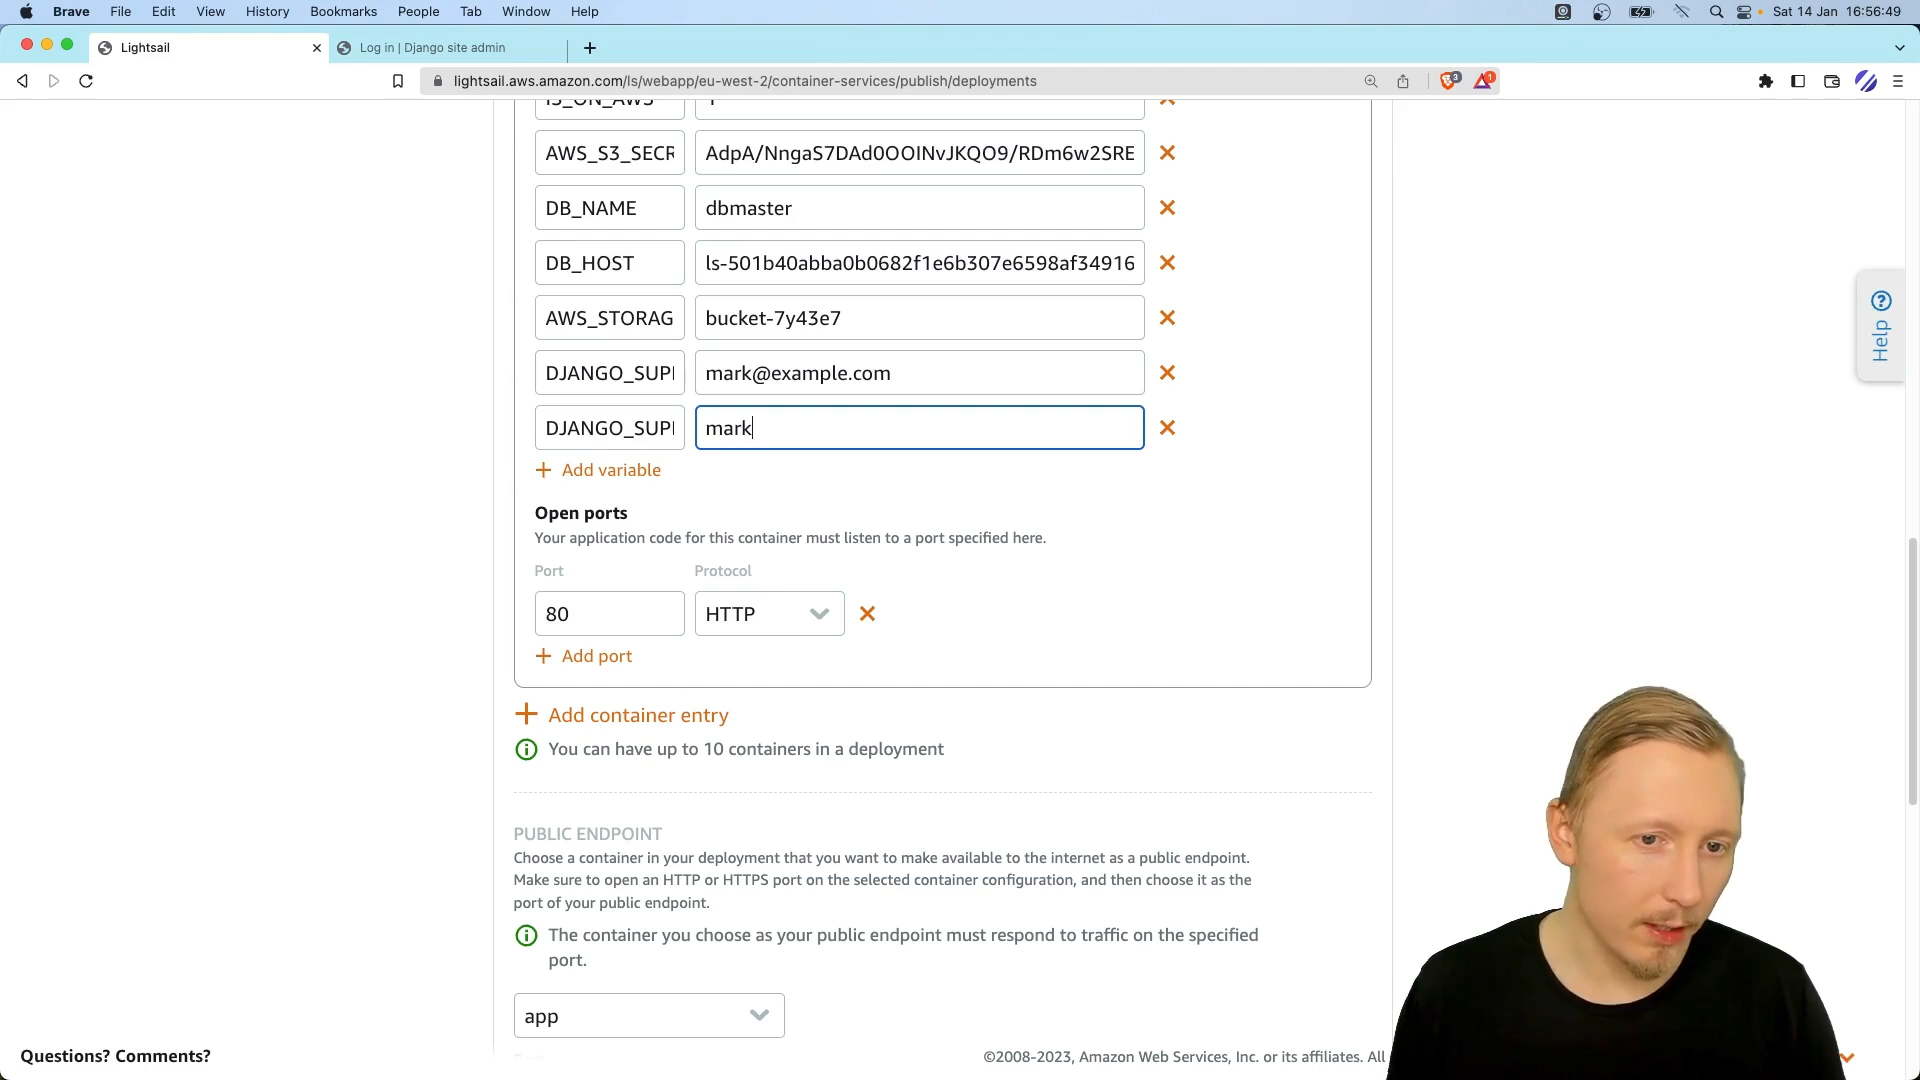 Brave File Edit View History Bookmarks People Tab Window Help Sat 14 Jan 16:56:49
Lightsail Log in | Django site admin
lightsail.aws.amazon.com/ls/webapp/eu-west-2/container-services/publish/deployments 3 1
IS_ON_AWS
AWS_S3_SECR AdpA/NngaS7DAd0OOINvJKQO9/RDm6w2SRE
DB_NAME dbmaster
DB_HOST ls-501b40abba0b0682f1e6b307e6598af34916
AWS_STORAG bucket-7y43e7
DJANGO_SUP mark@example.com
DJANGO_SUP mark
+ Add variable
Open ports
Your application code for this container must listen to a port specified here.
Port Protocol
80 HTTP
+ Add port
+ Add container entry
You can have up to 10 containers in a deployment
PUBLIC ENDPOINT
Choose a container in your deployment that you want to make available to the internet as a public endpoint.
Make sure to open an HTTP or HTTPS port on the selected container configuration, and then choose it as the
port of your public endpoint.
The container you choose as your public endpoint must respond to traffic on the specified
port.
app
Help
Questions? Comments? ©2008-2023, Amazon Web Services, Inc. or its affiliates. All